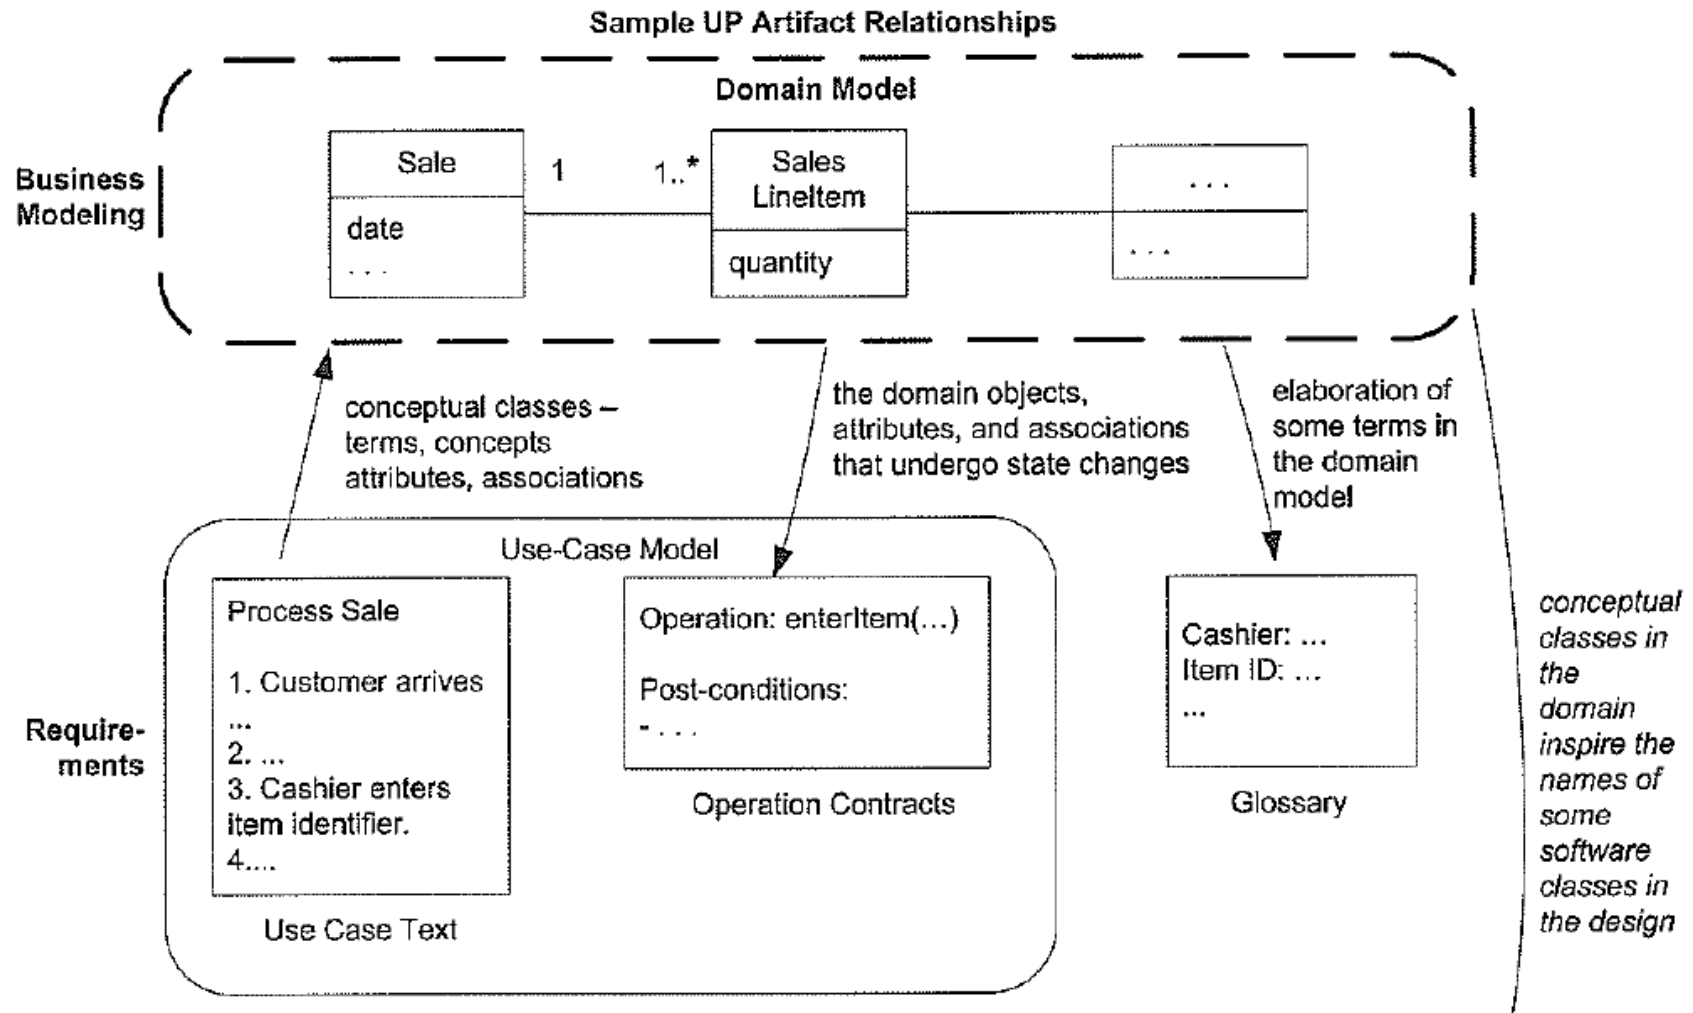 Sample UP Artifact Relationships
Domain Model
Business
Modeling
Sale
date
. . .
1
1..*
Sales
LineItem
quantity
. . .
. . .
conceptual classes –
terms, concepts
attributes, associations
the domain objects,
attributes, and associations
that undergo state changes
elaboration of
some terms in
the domain
model
Require-
ments
Use-Case Model
Process Sale
1. Customer arrives
...
2. ...
3. Cashier enters
item identifier.
4....
Use Case Text
Operation: enterItem(...)
Post-conditions:
- . . .
Operation Contracts
Cashier: ...
Item ID: ...
...
Glossary
conceptual
classes in
the
domain
inspire the
names of
some
software
classes in
the design